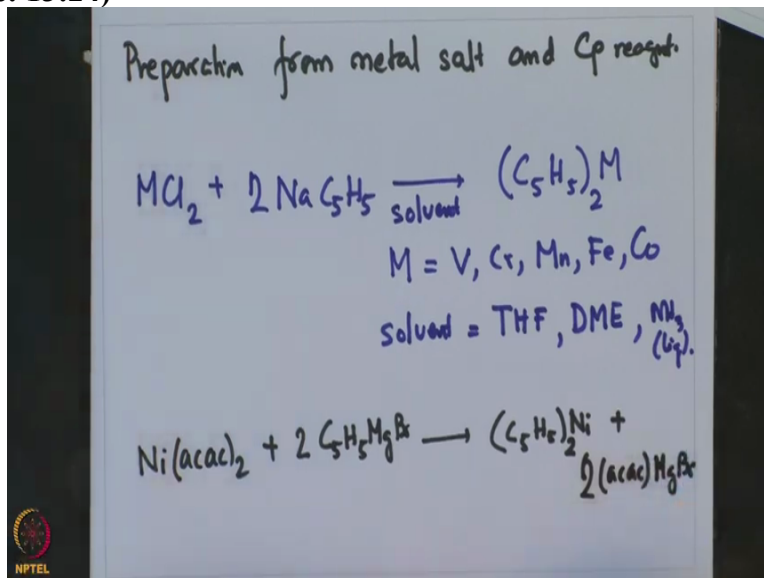 Preparation from metal salt and Cp reagt.
MCl₂ + 2 NaC₅H₅ ⟶ (C₅H₅)₂M
solvent
M = V, Cr, Mn, Fe, Co
solvent = THF, DME, NH₃
(liq).
Ni(acac)₂ + 2 C₅H₅MgBr ⟶ (C₅H₅)₂Ni +
2(acac)MgBr
NPTEL